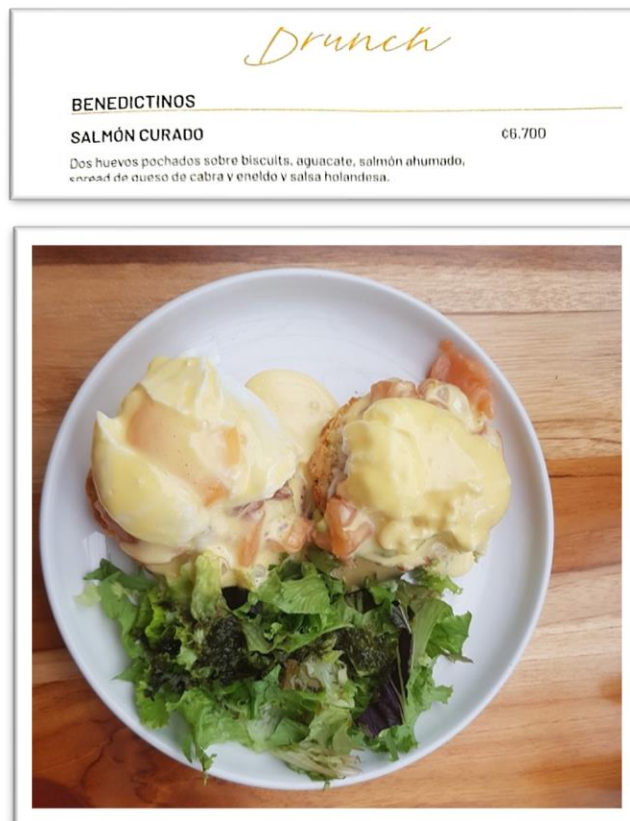 Brunch
BENEDICTINOS
SALMÓN CURADO ¢6.700
Dos huevos pochados sobre biscuits, aguacate, salmón ahumado,
spread de queso de cabra y eneldo y salsa holandesa.